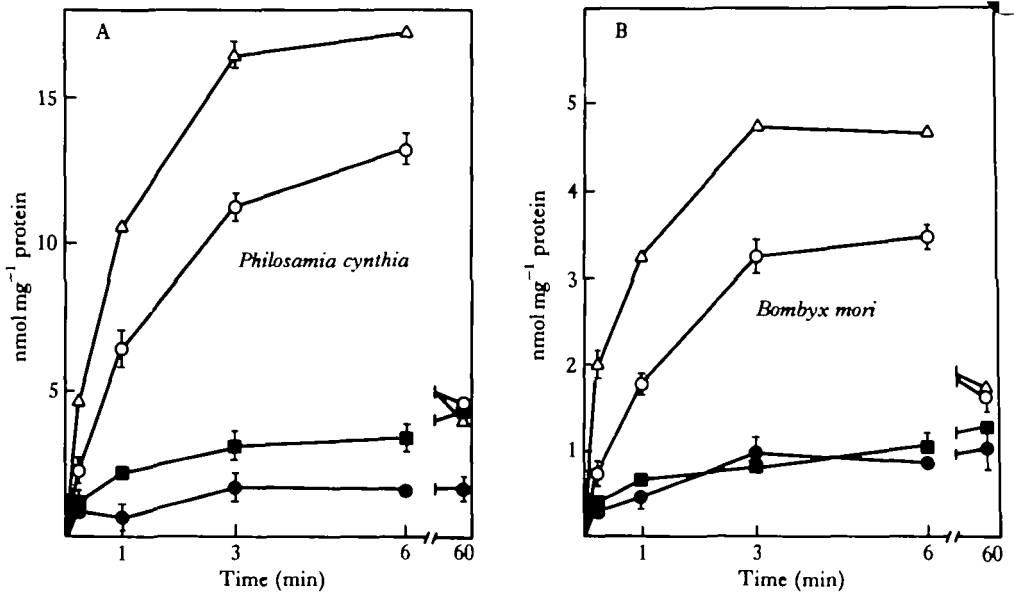 A
15
10
5
nmol mg⁻¹ protein
Philosamia cynthia
1 3 6 60
Time (min)
B
5
4
3
2
1
nmol mg⁻¹ protein
Bombyx mori
1 3 6 60
Time (min)